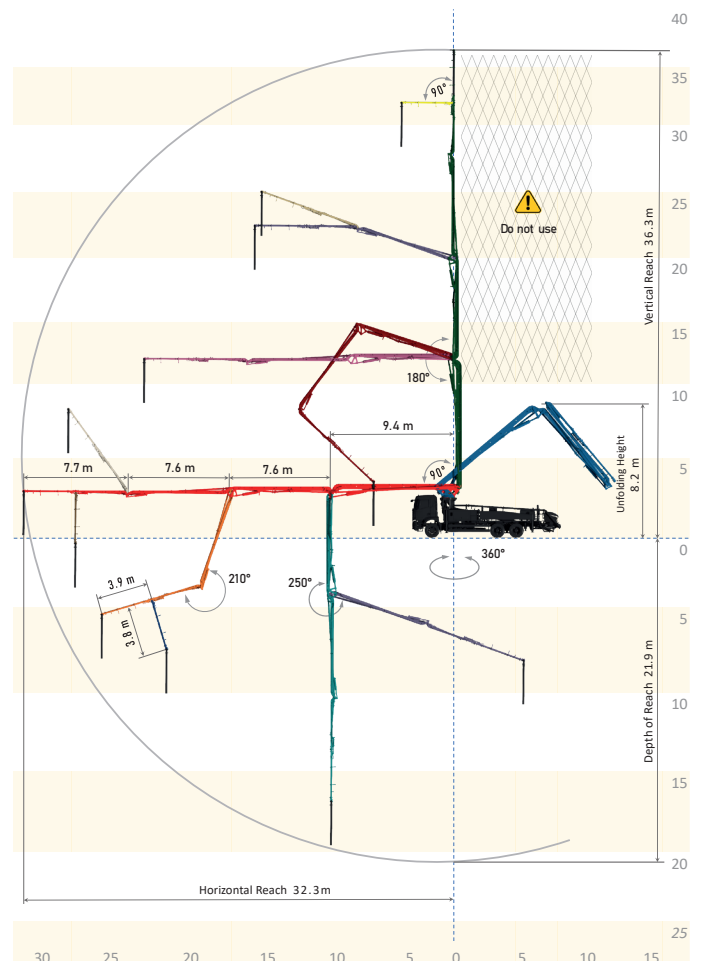 40
35
90°
30
25
Do not use
Vertical Reach 36.3 m
20
15
180°
10
9.4 m
7.7 m
7.6 m
7.6 m
90°
5
Unfolding Height
8.2 m
0
360°
210°
250°
3.9 m
3.8 m
5
10
Depth of Reach 21.9 m
15
20
Horizontal Reach 32.3m
25
30 25 20 15 10 5 0 5 10 15